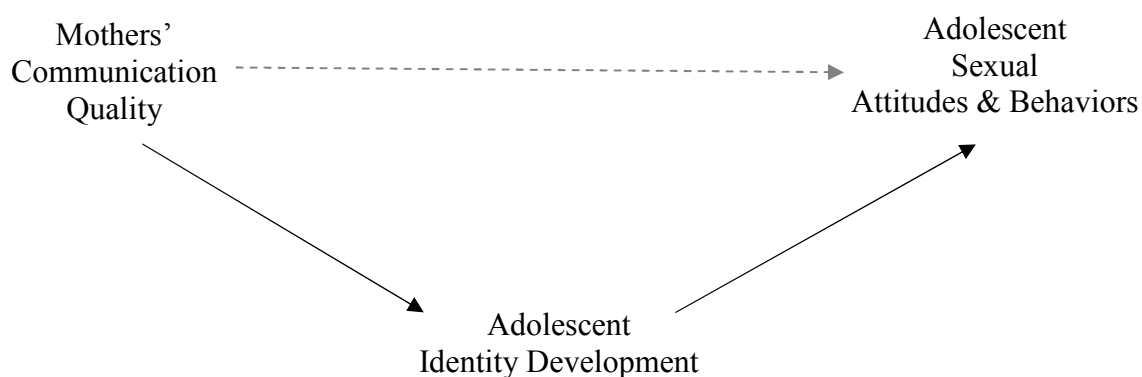 Mothers’
Communication
Quality
Adolescent
Sexual
Attitudes & Behaviors
Adolescent
Identity Development